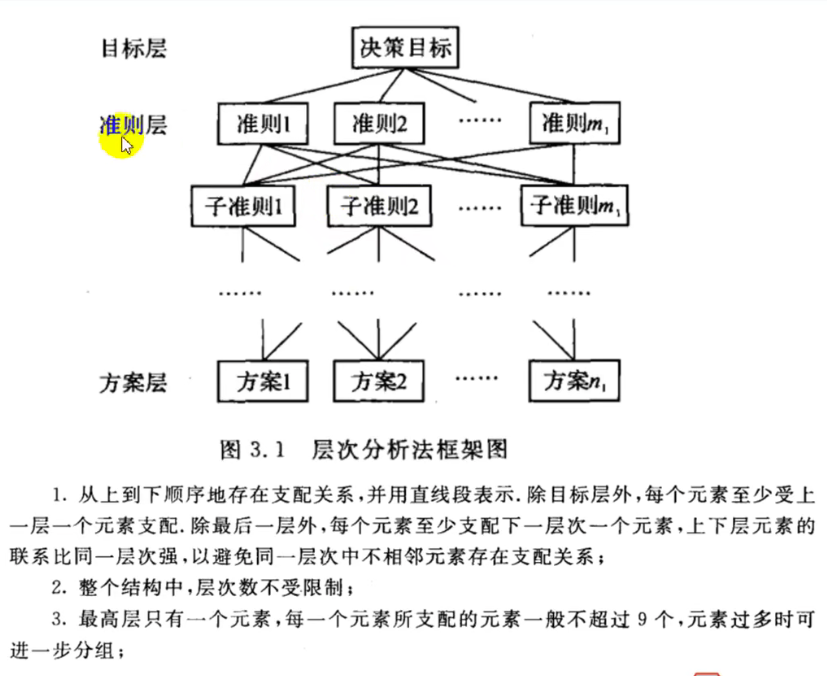 目标层 决策目标
准则层 准则1 准则2 …… 准则m₁
子准则1 子准则2 …… 子准则m₁
…… …… …… ……
方案层 方案1 方案2 …… 方案n₁
图 3.1 层次分析法框架图
1. 从上到下顺序地存在支配关系,并用直线段表示.除目标层外,每个元素至少受上
一层一个元素支配.除最后一层外,每个元素至少支配下一层次一个元素,上下层元素的
联系比同一层次强,以避免同一层次中不相邻元素存在支配关系;
2. 整个结构中,层次数不受限制;
3. 最高层只有一个元素,每一个元素所支配的元素一般不超过 9 个,元素过多时可
进一步分组;